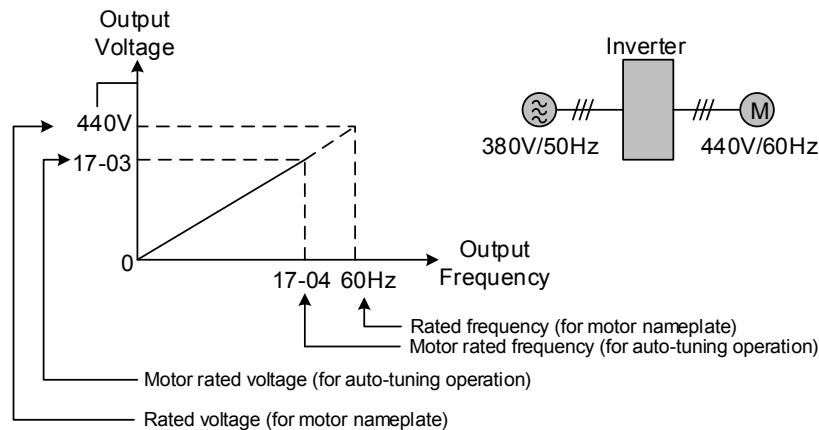 Output
Voltage
Inverter
440V
17-03
M
380V/50Hz
440V/60Hz
0
Output
Frequency
17-04
60Hz
Rated frequency (for motor nameplate)
Motor rated frequency (for auto-tuning operation)
Motor rated voltage (for auto-tuning operation)
Rated voltage (for motor nameplate)